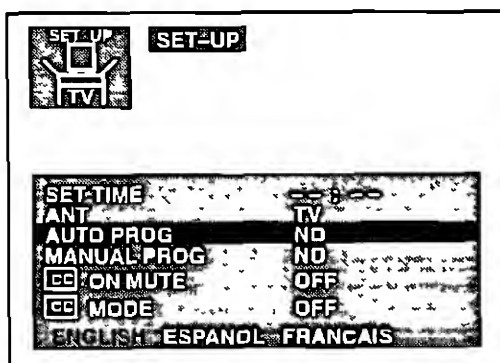 SET UP
TV
SET-UP
SET TIME -- : --
ANT TV
AUTO PROG NO
MANUAL PROG NO
CC ON MUTE OFF
CC MODE OFF
ENGLISH ESPANOL FRANCAIS